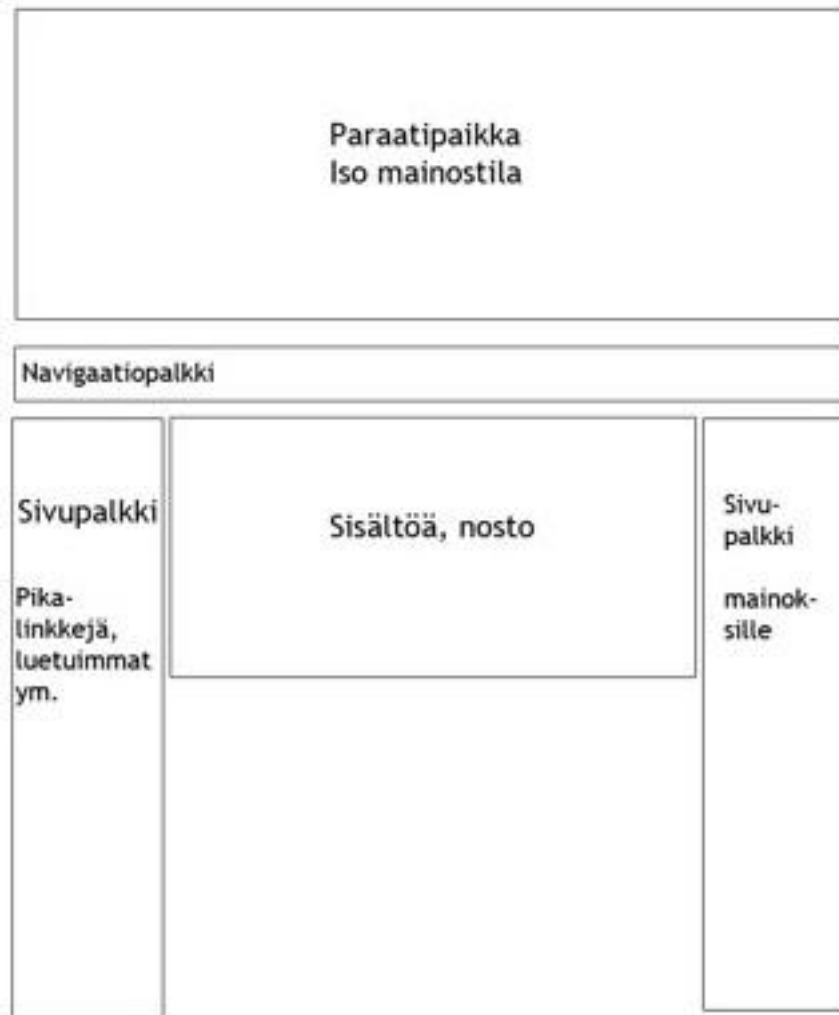 Paraatipaikka
Iso mainostila
Navigaatiopalkki
Sivupalkki
Pika-
linkkejä,
luetuimmat
ym.
Sisältöä, nosto
Sivu-
palkki
mainok-
sille